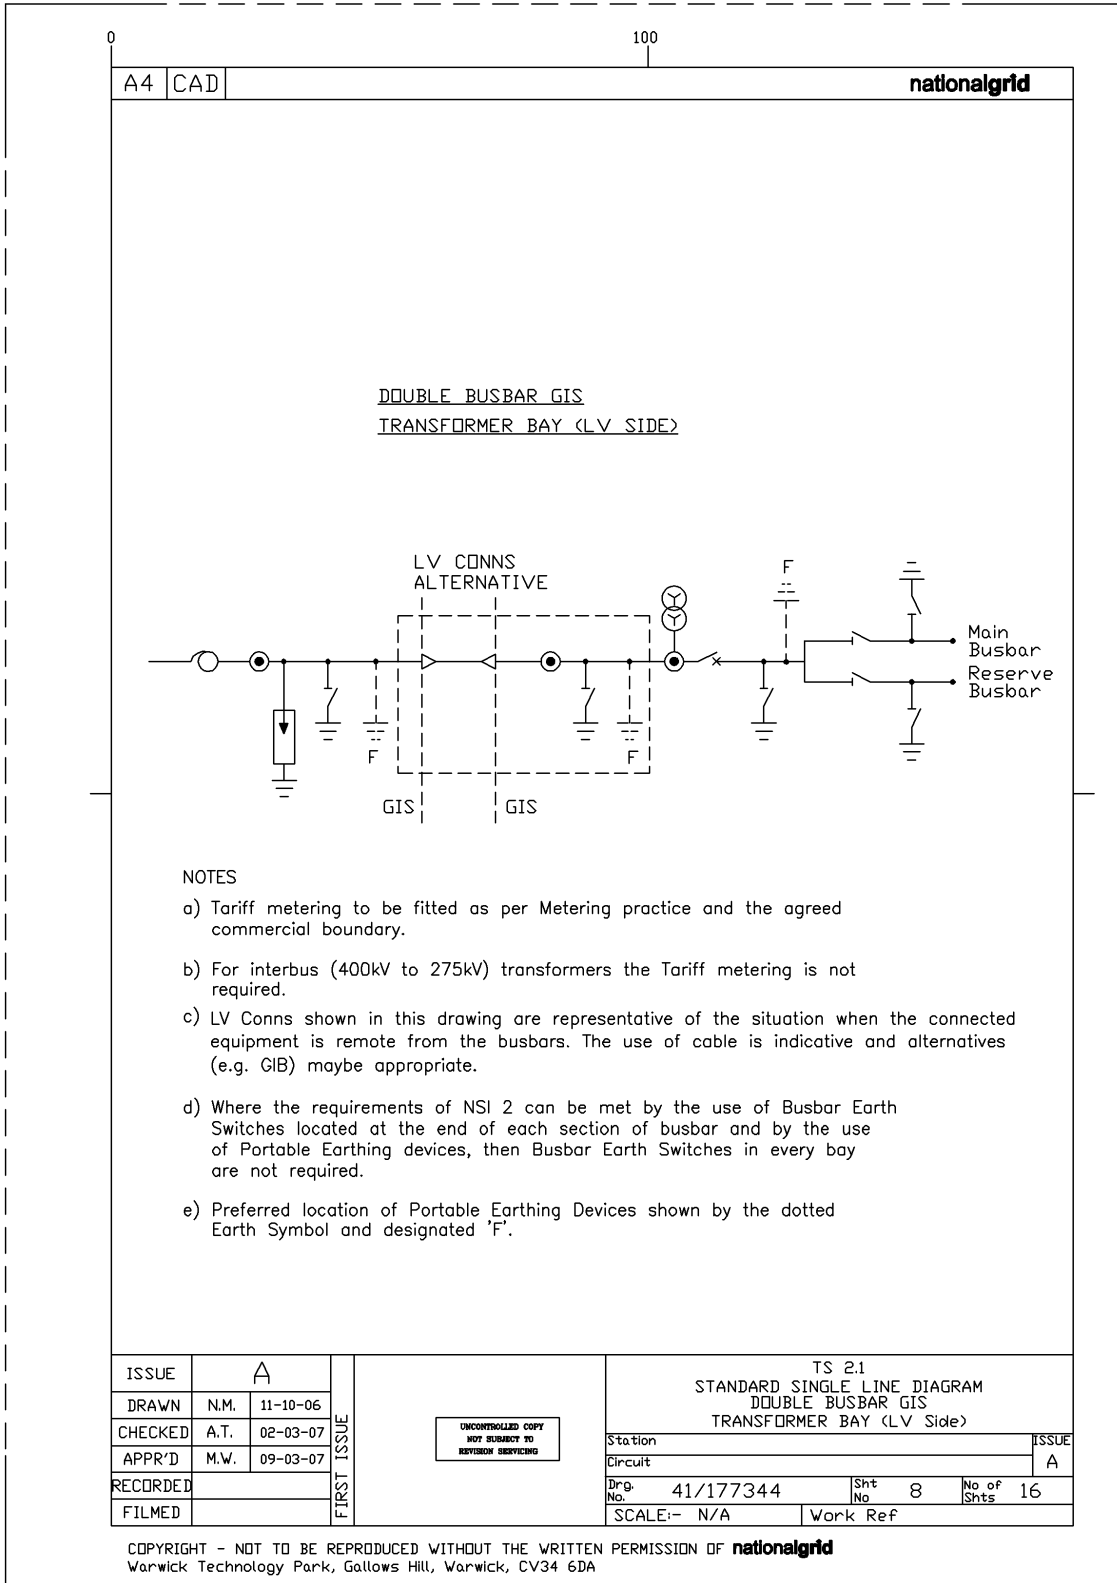 0
100
A4 CAD
nationalgrid
DOUBLE BUSBAR GIS
TRANSFORMER BAY (LV SIDE)
LV CONNS
ALTERNATIVE
F
Main
Busbar
Reserve
Busbar
F
F
GIS
GIS
NOTES
a) Tariff metering to be fitted as per Metering practice and the agreed
commercial boundary.
b) For interbus (400kV to 275kV) transformers the Tariff metering is not
required.
c) LV Conns shown in this drawing are representative of the situation when the connected
equipment is remote from the busbars. The use of cable is indicative and alternatives
(e.g. GIB) maybe appropriate.
d) Where the requirements of NSI 2 can be met by the use of Busbar Earth
Switches located at the end of each section of busbar and by the use
of Portable Earthing devices, then Busbar Earth Switches in every bay
are not required.
e) Preferred location of Portable Earthing Devices shown by the dotted
Earth Symbol and designated 'F'.
ISSUE A
DRAWN N.M. 11-10-06
CHECKED A.T. 02-03-07
APPR'D M.W. 09-03-07
RECORDED
FILMED
FIRST ISSUE
UNCONTROLLED COPY
NOT SUBJECT TO
REVISION SERVICING
TS 2.1
STANDARD SINGLE LINE DIAGRAM
DOUBLE BUSBAR GIS
TRANSFORMER BAY (LV Side)
Station
ISSUE
Circuit
A
Drg. No. 41/177344 Sht No 8 No of Shts 16
SCALE:- N/A Work Ref
COPYRIGHT - NOT TO BE REPRODUCED WITHOUT THE WRITTEN PERMISSION OF nationalgrid
Warwick Technology Park, Gallows Hill, Warwick, CV34 6DA